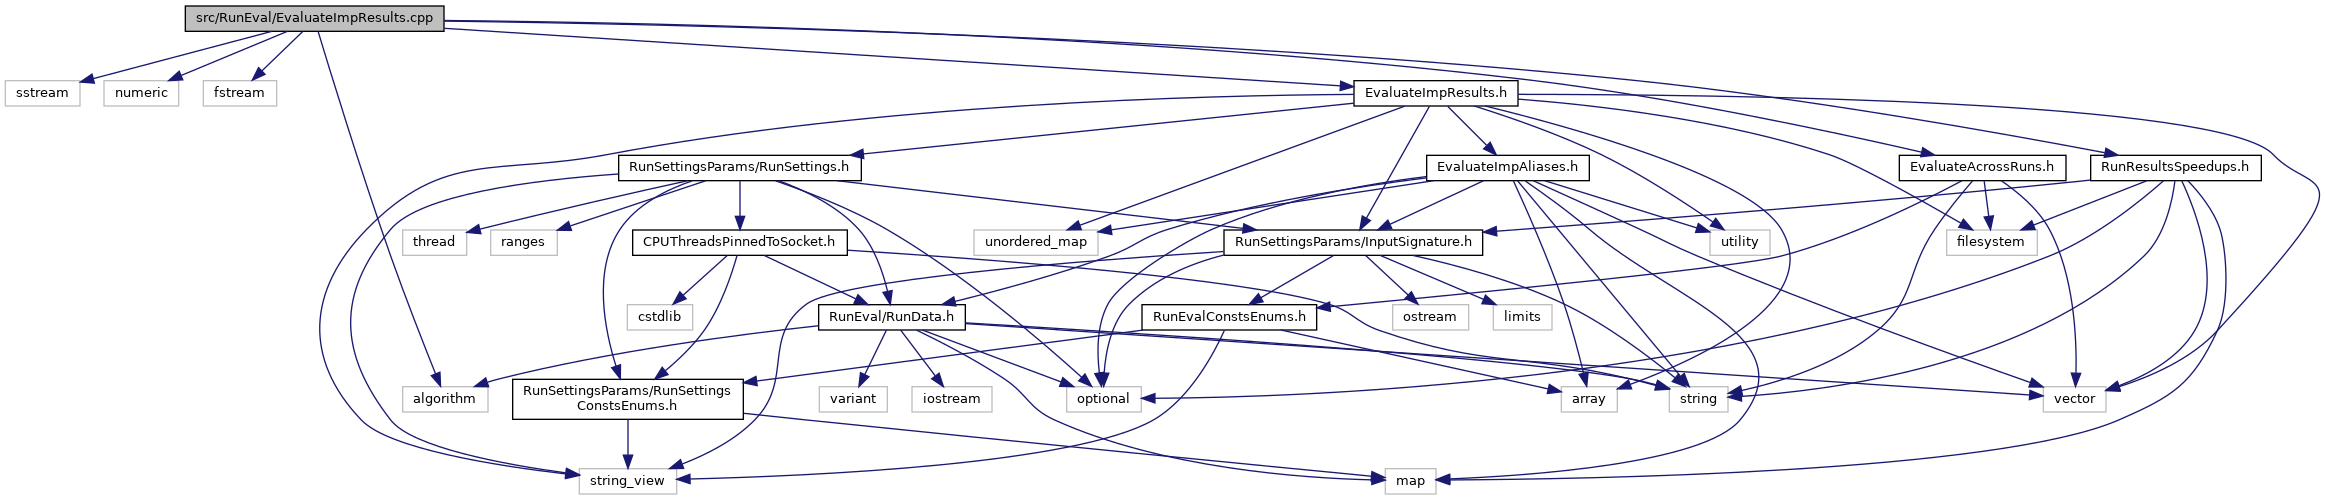 src/RunEval/EvaluateImpResults.cpp
sstream
numeric
fstream
EvaluateImpResults.h
RunSettingsParams/RunSettings.h
EvaluateImpAliases.h
EvaluateAcrossRuns.h
RunResultsSpeedups.h
thread
ranges
CPUThreadsPinnedToSocket.h
unordered_map
RunSettingsParams/InputSignature.h
utility
filesystem
cstdlib
RunEval/RunData.h
RunEvalConstsEnums.h
ostream
limits
algorithm
RunSettingsParams/RunSettings
ConstsEnums.h
variant
iostream
optional
array
string
vector
string_view
map